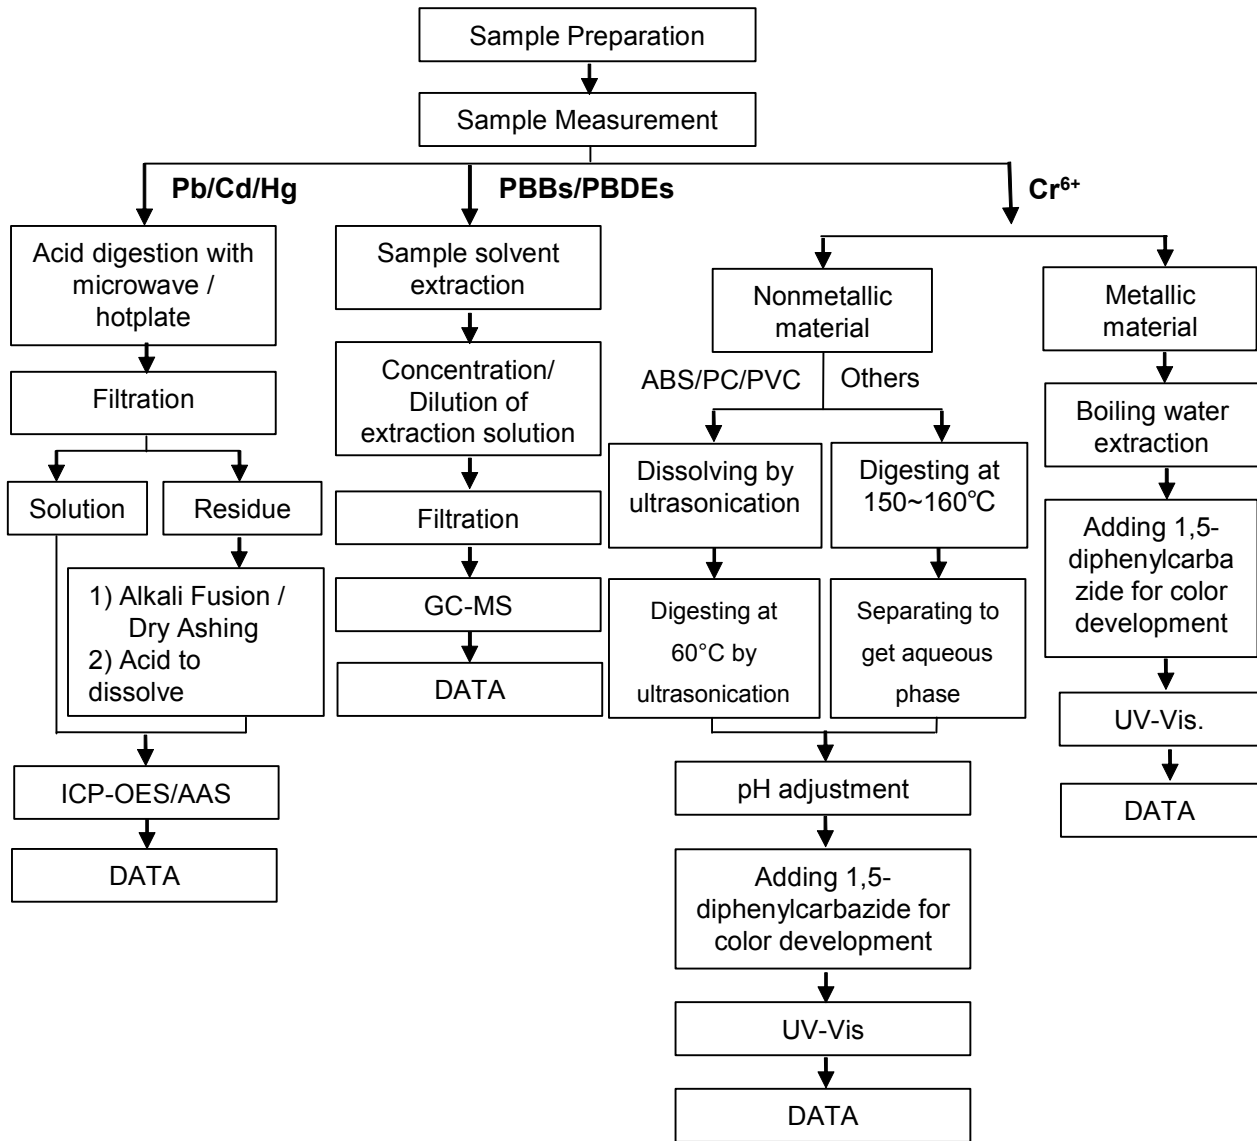 Sample Preparation
Sample Measurement
Pb/Cd/Hg
PBBs/PBDEs
Cr⁶⁺
Acid digestion with
microwave /
hotplate
Filtration
Solution
Residue
1) Alkali Fusion /
Dry Ashing
2) Acid to
dissolve
ICP-OES/AAS
DATA
Sample solvent
extraction
Concentration/
Dilution of
extraction solution
Filtration
GC-MS
DATA
Nonmetallic
material
ABS/PC/PVC
Others
Dissolving by
ultrasonication
Digesting at
60°C by
ultrasonication
Digesting at
150~160℃
Separating to
get aqueous
phase
pH adjustment
Adding 1,5-
diphenylcarbazide for
color development
UV-Vis
DATA
Metallic
material
Boiling water
extraction
Adding 1,5-
diphenylcarba
zide for color
development
UV-Vis.
DATA